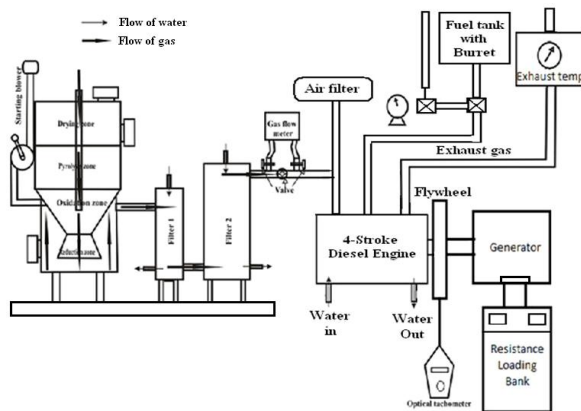 Flow of water
Flow of gas
Starting blower
Drying zone
Pyrolysis zone
Oxidation zone
Reduction zone
Filter 1
Filter 2
Gas flow
meter
Valve
Air filter
Fuel tank
with
Burret
Exhaust temp
Exhaust gas
Flywheel
4-Stroke
Diesel Engine
Generator
Water
in
Water
Out
Resistance
Loading
Bank
Optical tachometer